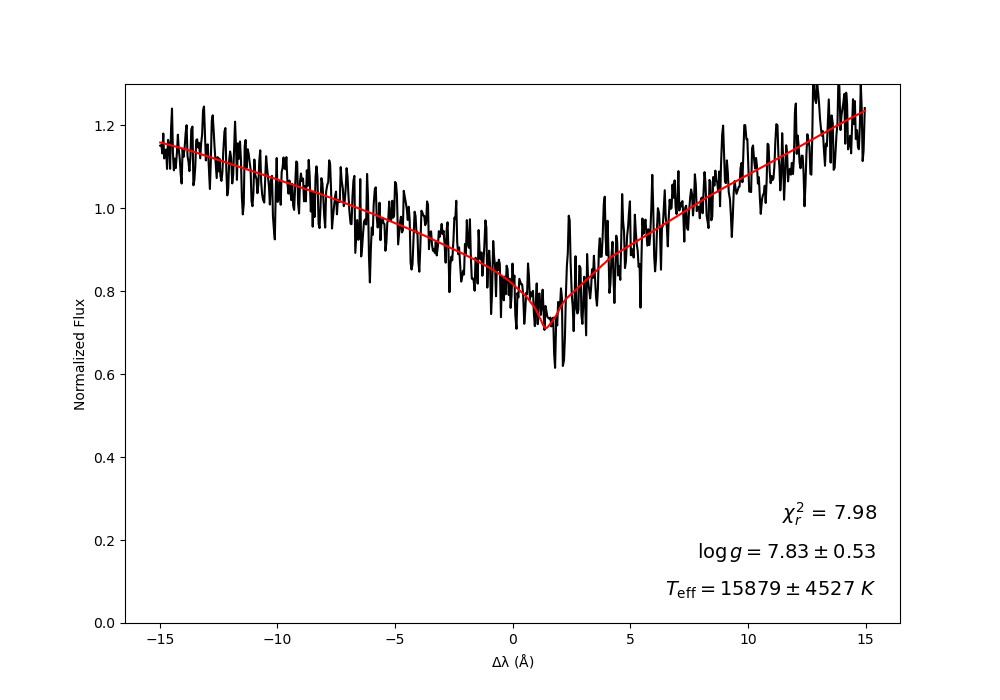 1.2
1.0
0.8
0.6
0.4
0.2
0.0
Normalized Flux
χ²ᵣ = 7.98
log g = 7.83 ± 0.53
T_eff = 15879 ± 4527 K
−15 −10 −5 0 5 10 15
Δλ (Å)